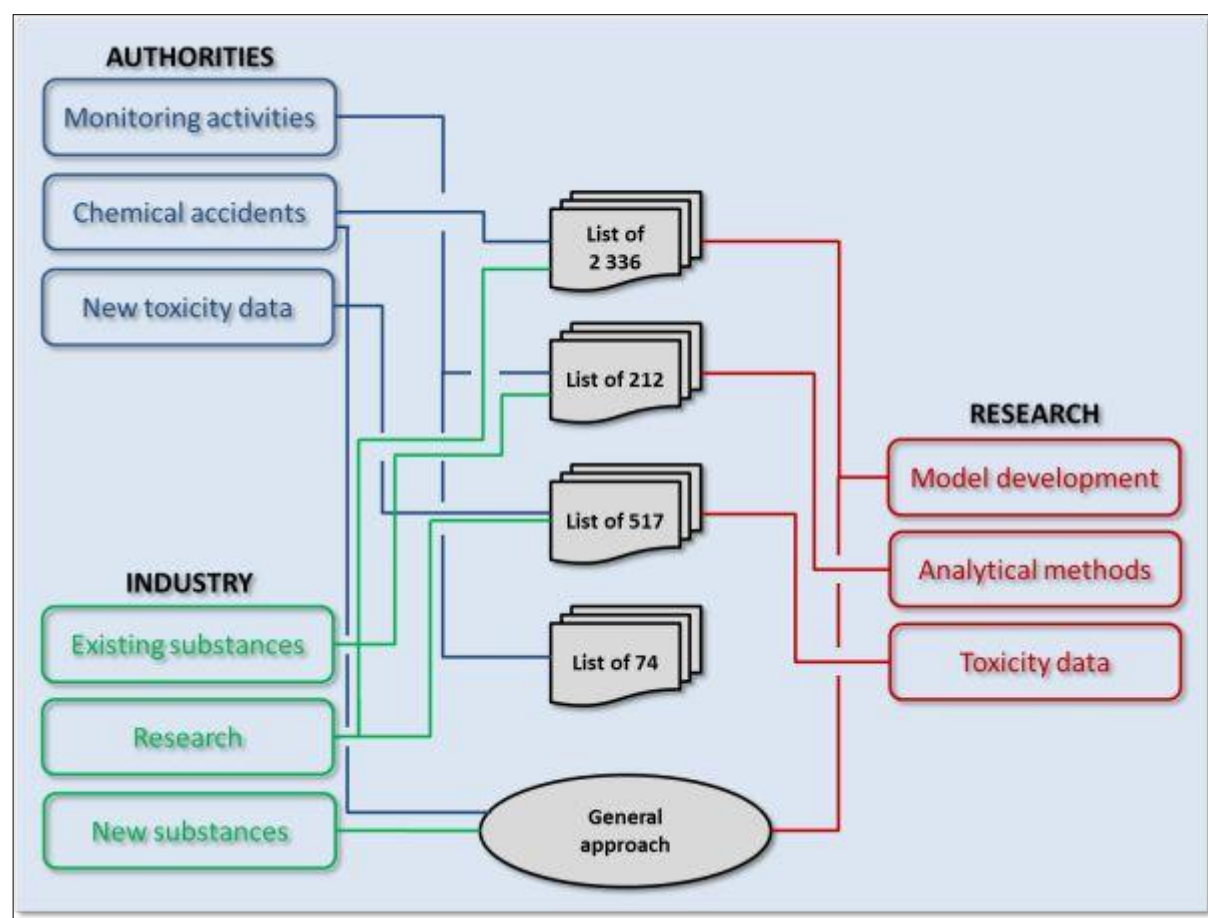 AUTHORITIES
Monitoring activities
Chemical accidents
New toxicity data
INDUSTRY
Existing substances
Research
New substances
List of
2 336
List of 212
List of 517
List of 74
General
approach
RESEARCH
Model development
Analytical methods
Toxicity data